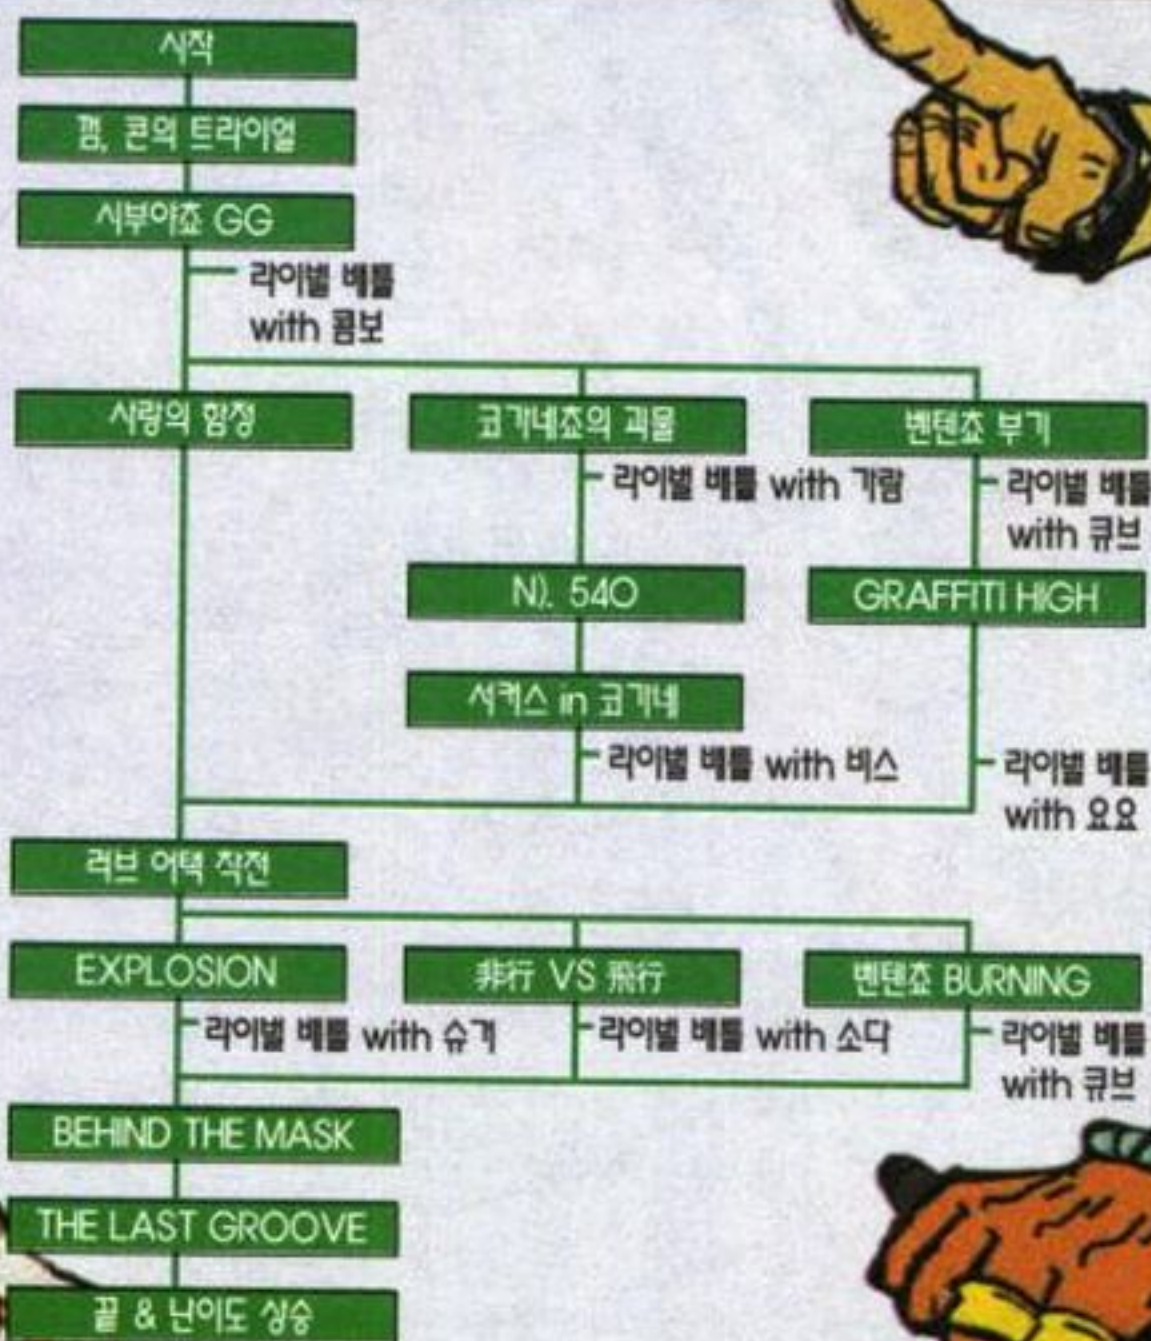 시작
껌, 콘의 트라이얼
시부야쵸 GG
라이벌 배틀
with 콤보
사랑의 함정
코가네쵸의 괴물
벤텐쵸 부기
라이벌 배틀 with 가람
라이벌 배틀
with 큐브
N). 540
GRAFFITI HIGH
서커스 in 코가네
라이벌 배틀 with 비스
라이벌 배틀
with 요요
러브 어택 작전
EXPLOSION
非行 VS 飛行
벤텐쵸 BURNING
라이벌 배틀 with 슈가
라이벌 배틀 with 소다
라이벌 배틀
with 큐브
BEHIND THE MASK
THE LAST GROOVE
끝 & 난이도 상승